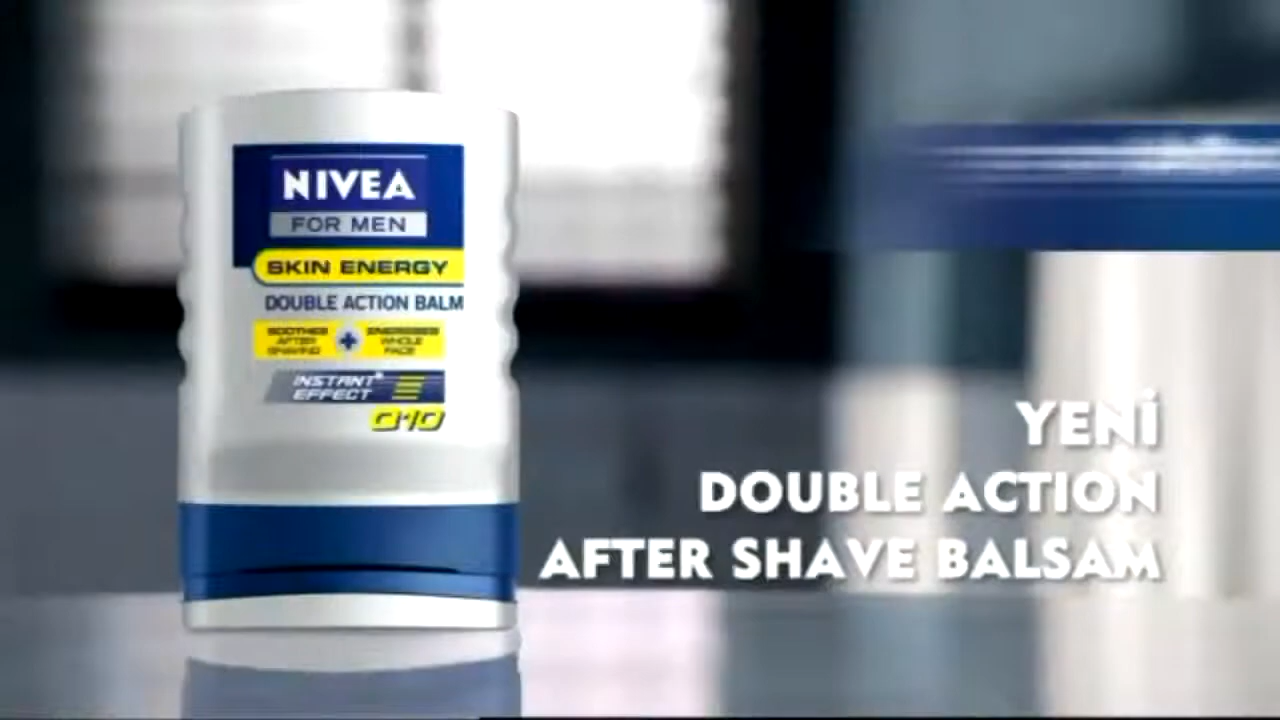 NIVEA
FOR MEN
SKIN ENERGY
DOUBLE ACTION BALM
SOOTHES AFTER SHAVING + ENERGISES WHOLE FACE
INSTANT EFFECT
Q10
YENİ
DOUBLE ACTION
AFTER SHAVE BALSAM